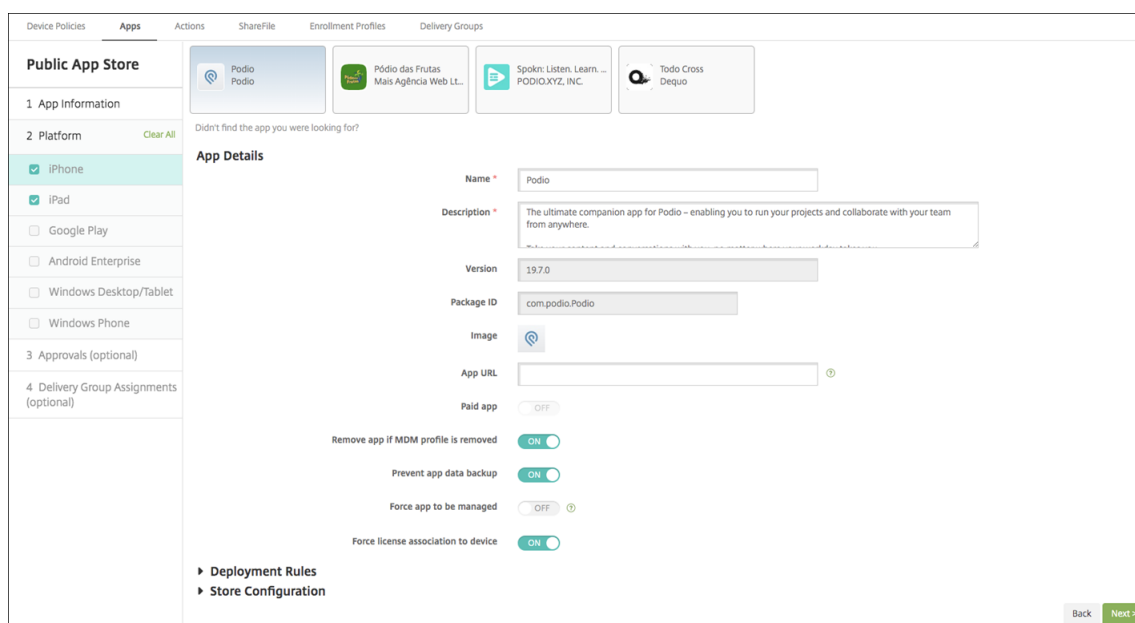 Device Policies Apps Actions ShareFile Enrollment Profiles Delivery Groups
Public App Store
1 App Information
2 Platform Clear All
iPhone
iPad
Google Play
Android Enterprise
Windows Desktop/Tablet
Windows Phone
3 Approvals (optional)
4 Delivery Group Assignments
(optional)
Podio
Podio
Pódio das Frutas
Mais Agência Web Lt...
Spokn: Listen. Learn. ...
PODIO.XYZ, INC.
Todo Cross
Dequo
Didn't find the app you were looking for?
App Details
Name * Podio
Description * The ultimate companion app for Podio – enabling you to run your projects and collaborate with your team
from anywhere.
Version 19.7.0
Package ID com.podio.Podio
Image
App URL
Paid app OFF
Remove app if MDM profile is removed ON
Prevent app data backup ON
Force app to be managed OFF
Force license association to device ON
Deployment Rules
Store Configuration
Back Next >